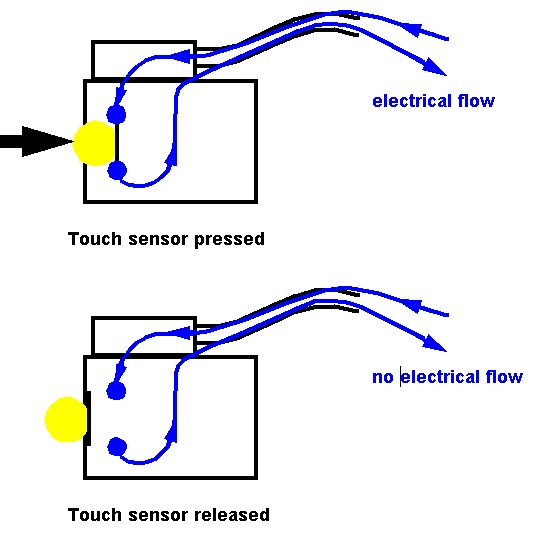 electrical flow
Touch sensor pressed
no electrical flow
Touch sensor released